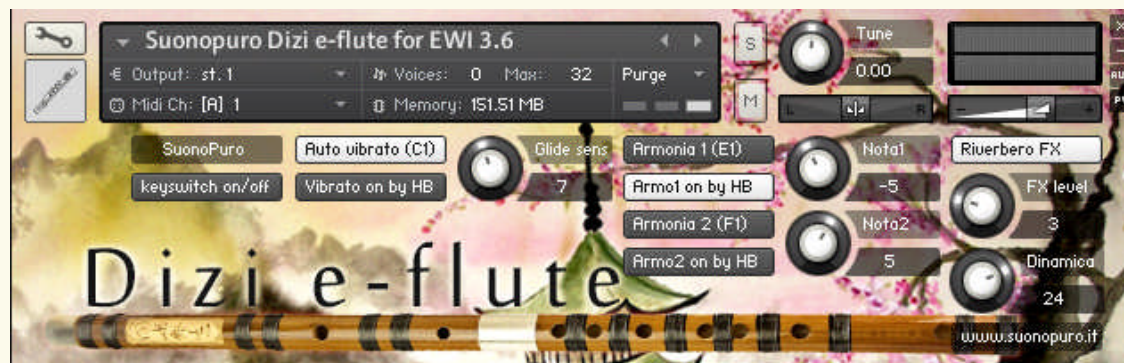 Suonopuro Dizi e-flute for EWI 3.6
S
Tune
0.00
Output: st.1
Voices: 0 Max: 32
Purge
Midi Ch: [A] 1
Memory: 151.51 MB
M
L R
- +
SuonoPuro
Auto vibrato (C1)
Glide sens
Armonia 1 (E1)
Nota1
Riverbero FX
keyswitch on/off
Vibrato on by HB
7
Armo1 on by HB
-5
FX level
Armonia 2 (F1)
Nota2
3
Armo2 on by HB
5
Dinamica
24
Dizi e-flute
www.suonopuro.it